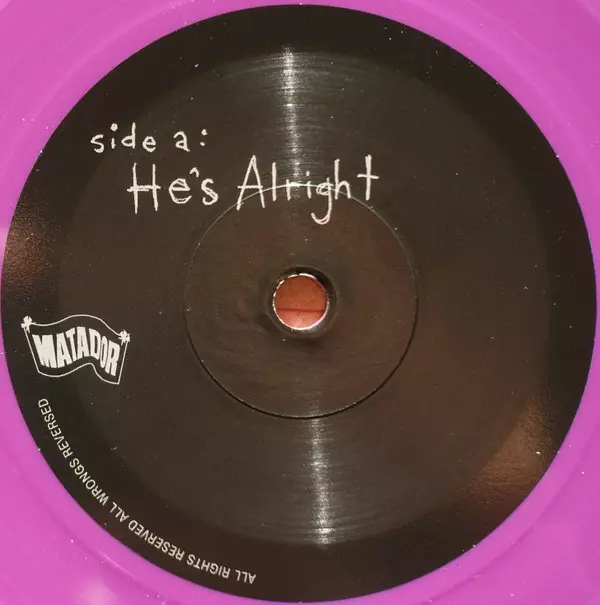 side a:
He's Alright
MATADOR
ALL RIGHTS RESERVED ALL WRONGS REVERSED